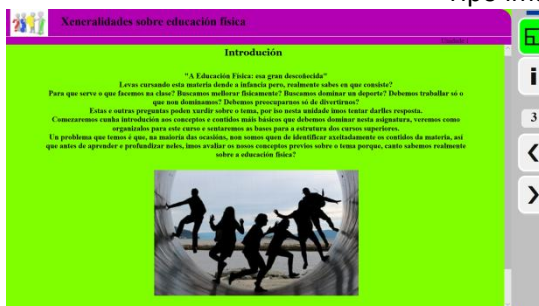 Xeneralidades sobre educación física
Unidade 1
Introdución
"A Educación Física: esa gran descoñecida"
Levas cursando esta materia dende a infancia pero, realmente sabes en que consiste?
Para que serve o que facemos na clase? Buscamos mellorar fisicamente? Buscamos dominar un deporte? Debemos traballar só o
que non dominamos? Debemos preocuparnos só de divertirnos?
Estas e outras preguntas poden xurdir sobre o tema, por iso nesta unidade imos tentar darlles resposta.
Comezaremos cunha introdución aos conceptos e contidos máis básicos que debemos dominar nesta asignatura, veremos como
organizalos para este curso e sentaremos as bases para a estrutura dos cursos superiores.
Un problema que temos é que, na maioría das ocasións, non somos quen de identificar axeitadamente os contidos da materia, así
que antes de aprender e profundizar neles, imos avaliar os nosos conceptos previos sobre o tema porque, canto sabemos realmente
sobre a educación física?
3